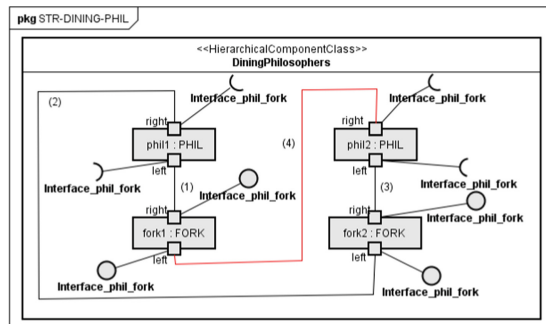 pkg STR-DINING-PHIL
<<HierarchicalComponentClass>>
DiningPhilosophers
(2)
Interface_phil_fork
Interface_phil_fork
right
right
phil1 : PHIL
(4)
phil2 : PHIL
left
left
Interface_phil_fork
(1)
Interface_phil_fork
(3)
Interface_phil_fork
right
right
Interface_phil_fork
fork1 : FORK
fork2 : FORK
left
left
Interface_phil_fork
Interface_phil_fork